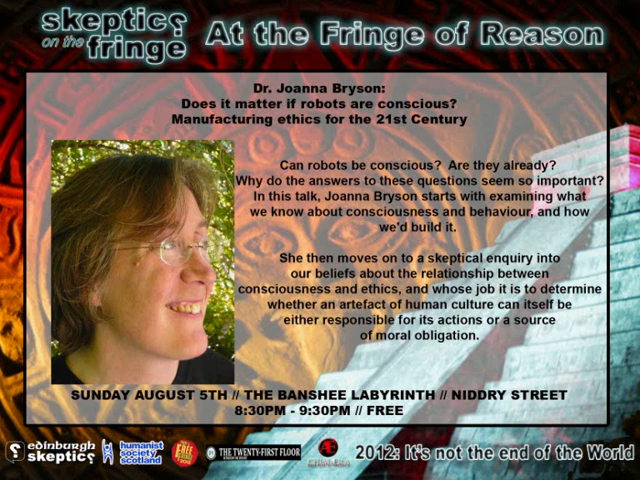 skeptics
on the fringe
At the Fringe of Reason
Dr. Joanna Bryson:
Does it matter if robots are conscious?
Manufacturing ethics for the 21st Century
Can robots be conscious? Are they already?
Why do the answers to these questions seem so important?
In this talk, Joanna Bryson starts with examining what
we know about consciousness and behaviour, and how
we'd build it.
She then moves on to a skeptical enquiry into
our beliefs about the relationship between
consciousness and ethics, and whose job it is to determine
whether an artefact of human culture can itself be
either responsible for its actions or a source
of moral obligation.
SUNDAY AUGUST 5TH // THE BANSHEE LABYRINTH // NIDDRY STREET
8:30PM - 9:30PM // FREE
edinburgh
skeptics
humanist
society
scotland
FREE
THE TWENTY-FIRST FLOOR
2012: It's not the end of the World